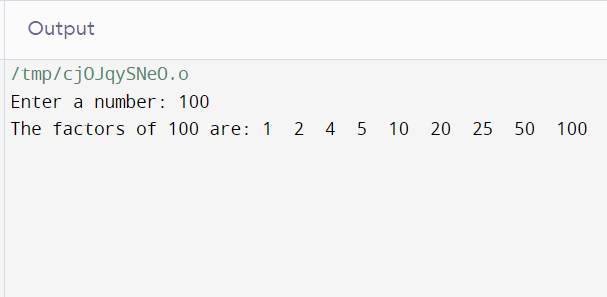 Output
/tmp/cjOJqySNeO.o
Enter a number: 100
The factors of 100 are: 1  2  4  5  10  20  25  50  100